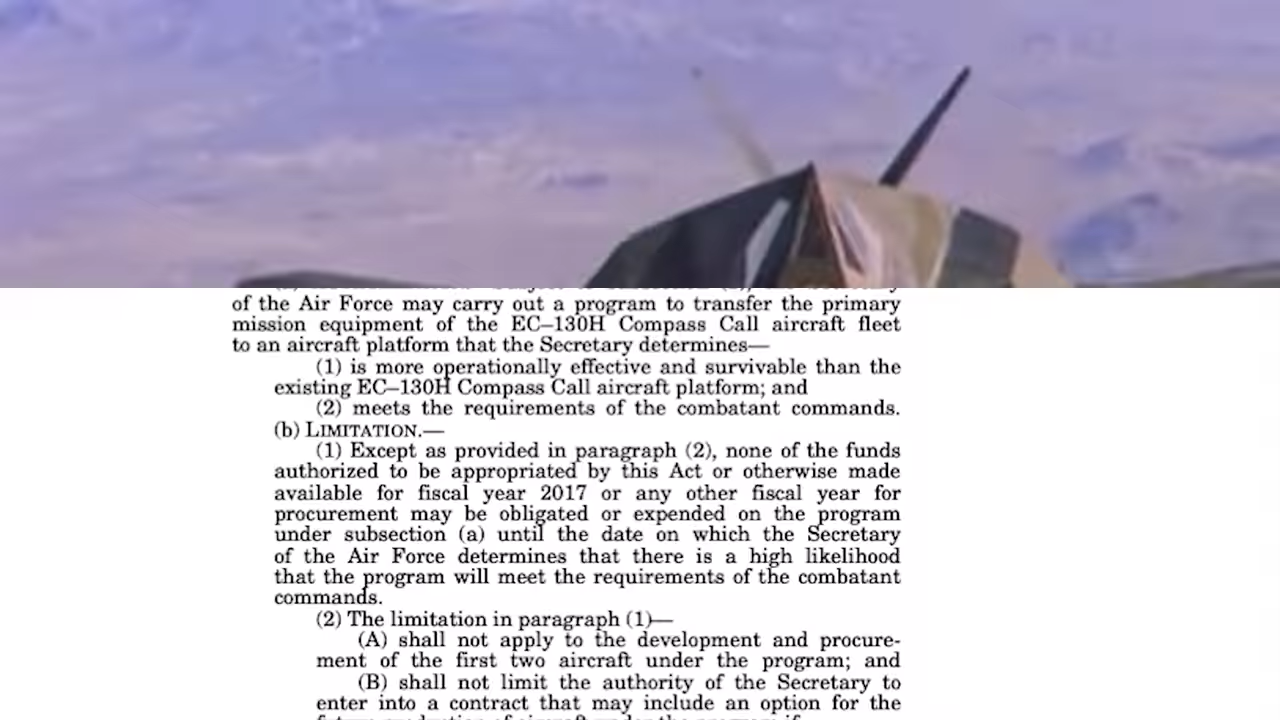 of the Air Force may carry out a program to transfer the primary
mission equipment of the EC–130H Compass Call aircraft fleet
to an aircraft platform that the Secretary determines—
(1) is more operationally effective and survivable than the
existing EC–130H Compass Call aircraft platform; and
(2) meets the requirements of the combatant commands.
(b) LIMITATION.—
(1) Except as provided in paragraph (2), none of the funds
authorized to be appropriated by this Act or otherwise made
available for fiscal year 2017 or any other fiscal year for
procurement may be obligated or expended on the program
under subsection (a) until the date on which the Secretary
of the Air Force determines that there is a high likelihood
that the program will meet the requirements of the combatant
commands.
(2) The limitation in paragraph (1)—
(A) shall not apply to the development and procure-
ment of the first two aircraft under the program; and
(B) shall not limit the authority of the Secretary to
enter into a contract that may include an option for the